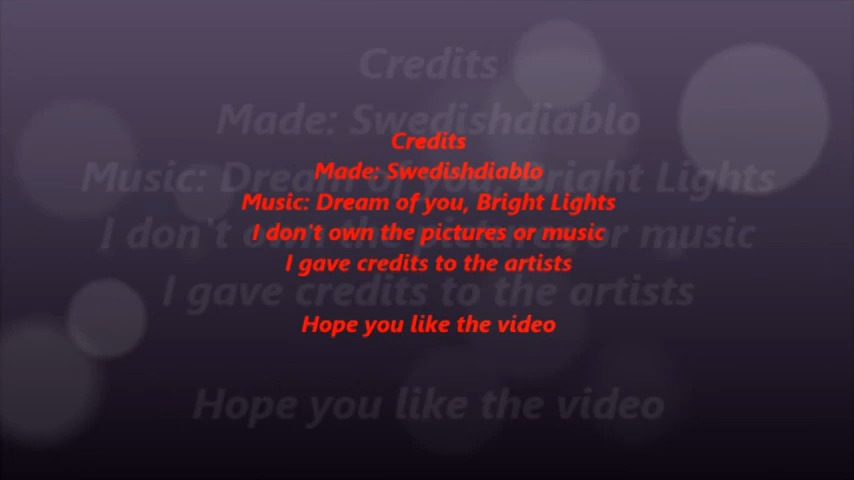 Credits
Made: Swedishdiablo
Music: Dream of you, Bright Lights
I don't own the pictures or music
I gave credits to the artists
Hope you like the video